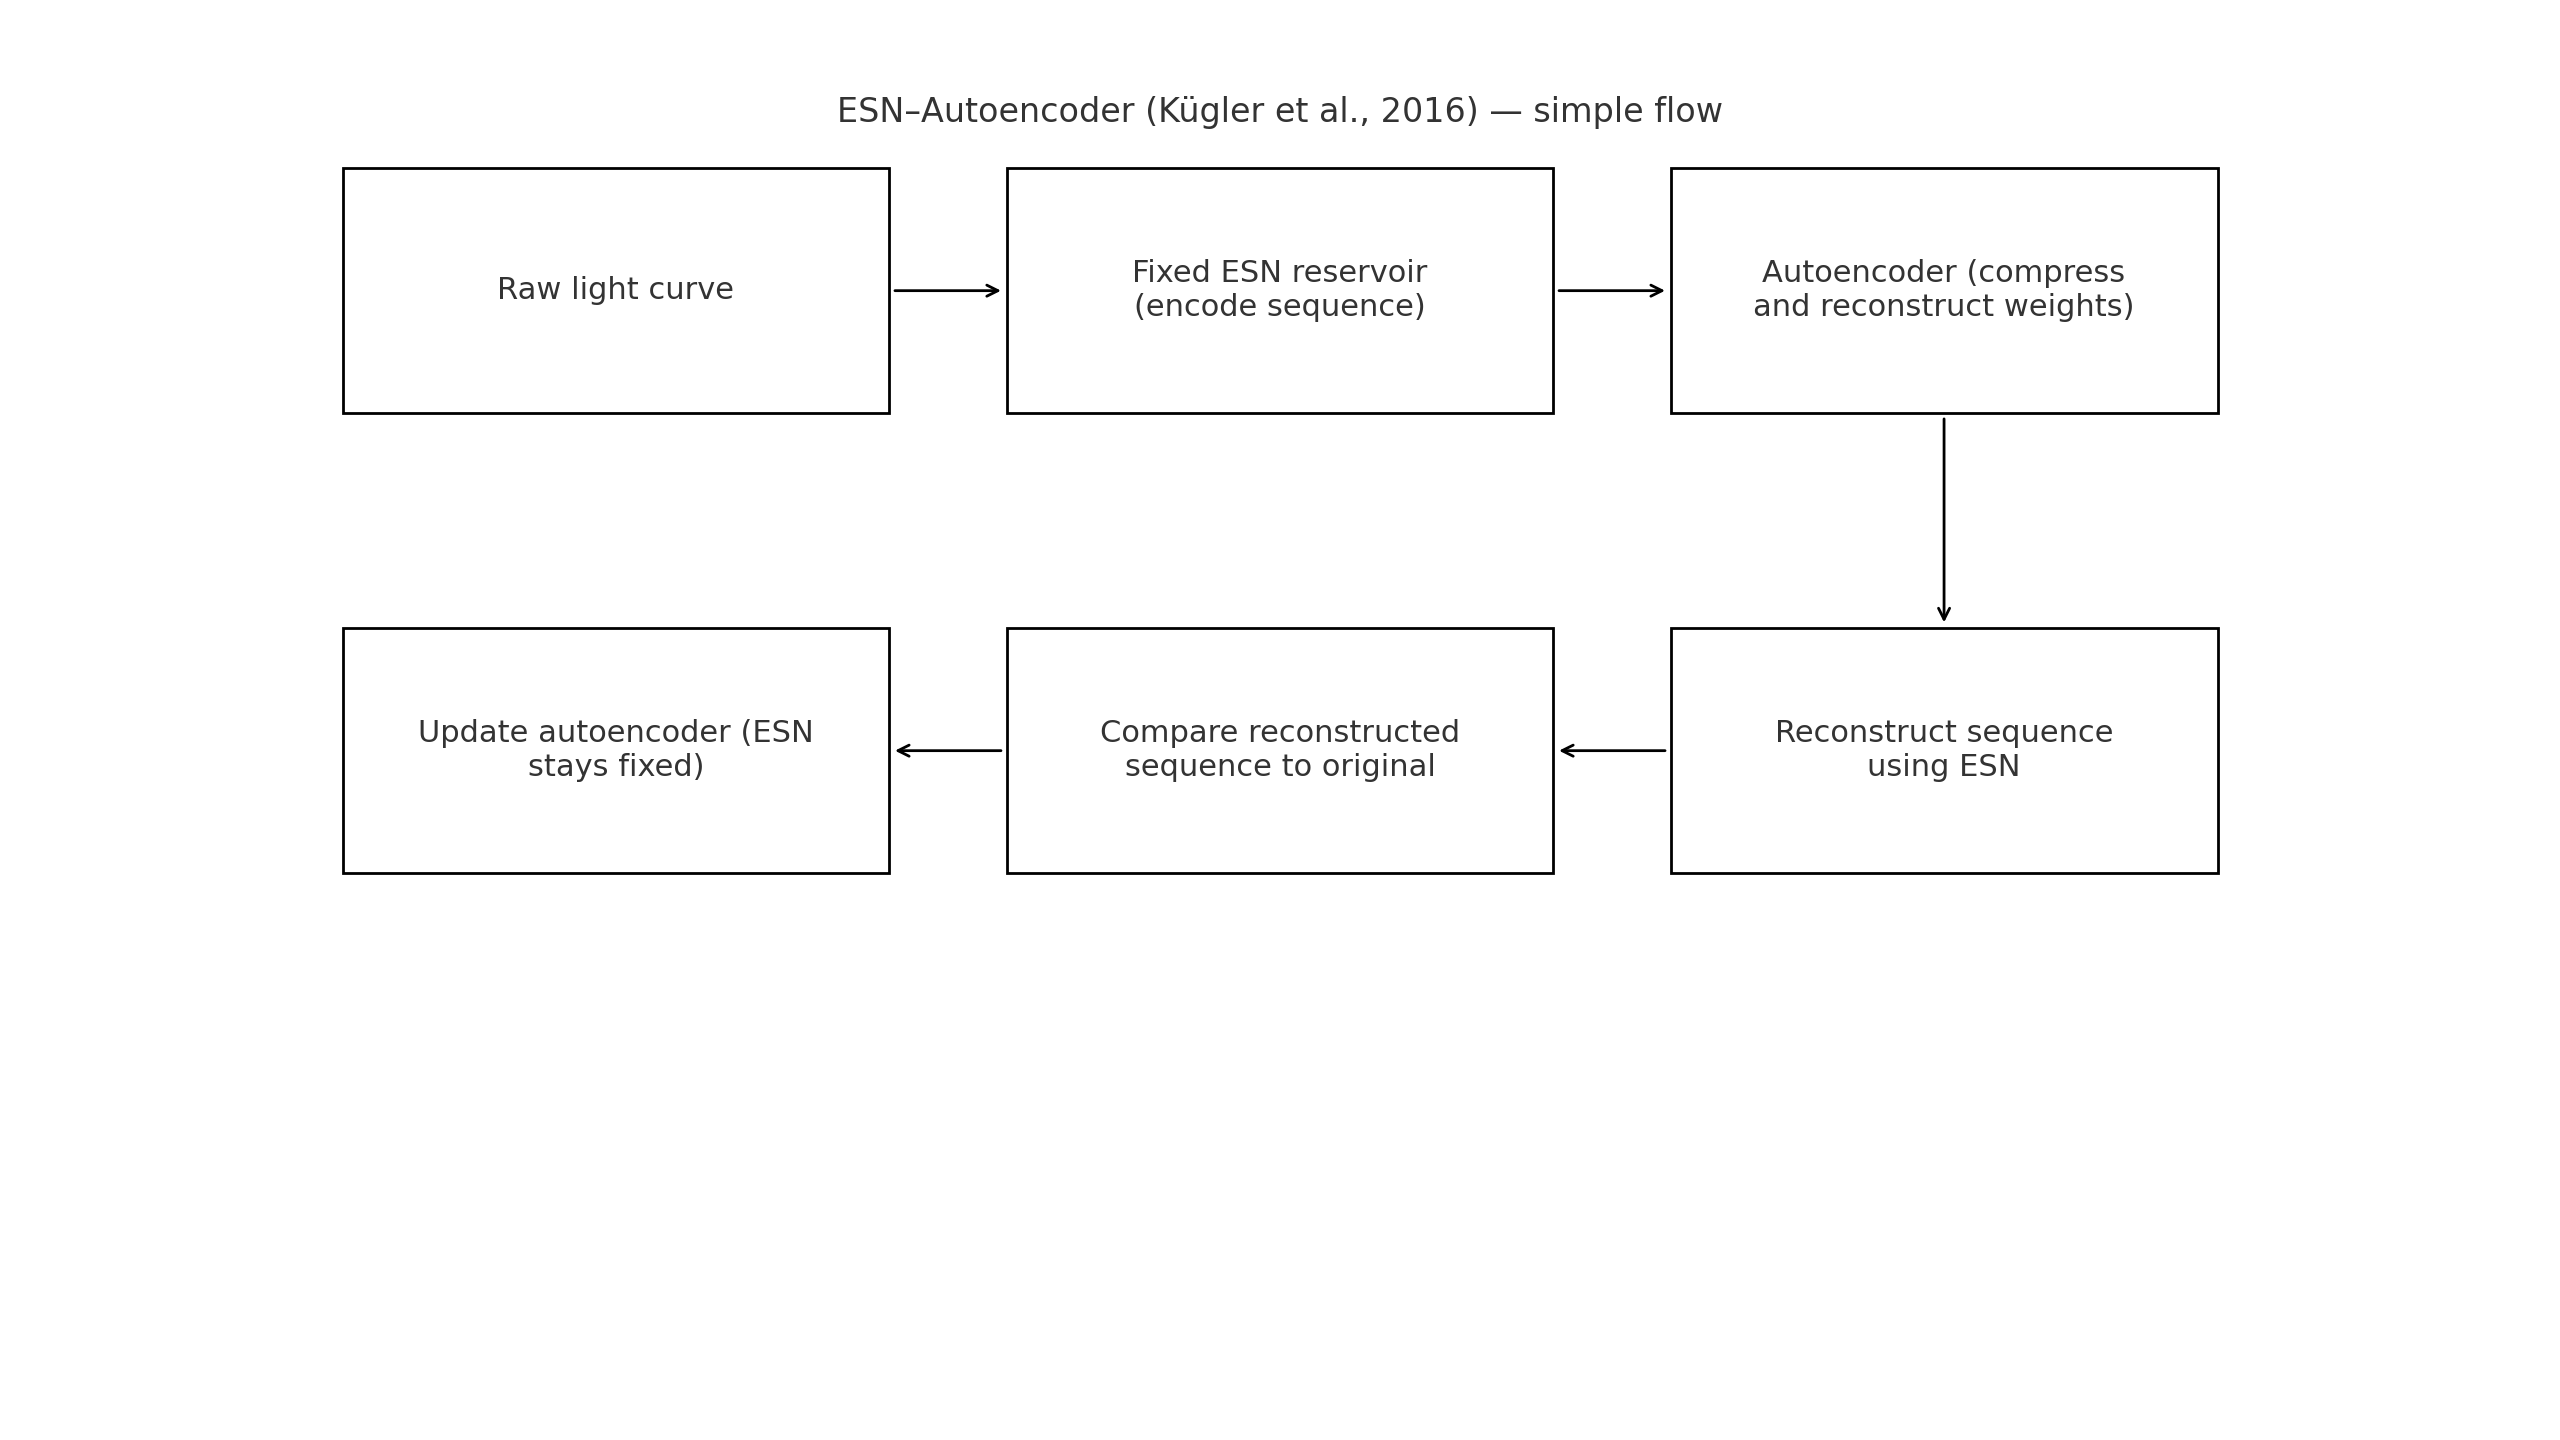 ESN–Autoencoder (Kügler et al., 2016) — simple flow
Raw light curve
Fixed ESN reservoir
(encode sequence)
Autoencoder (compress
and reconstruct weights)
Reconstruct sequence
using ESN
Compare reconstructed
sequence to original
Update autoencoder (ESN
stays fixed)